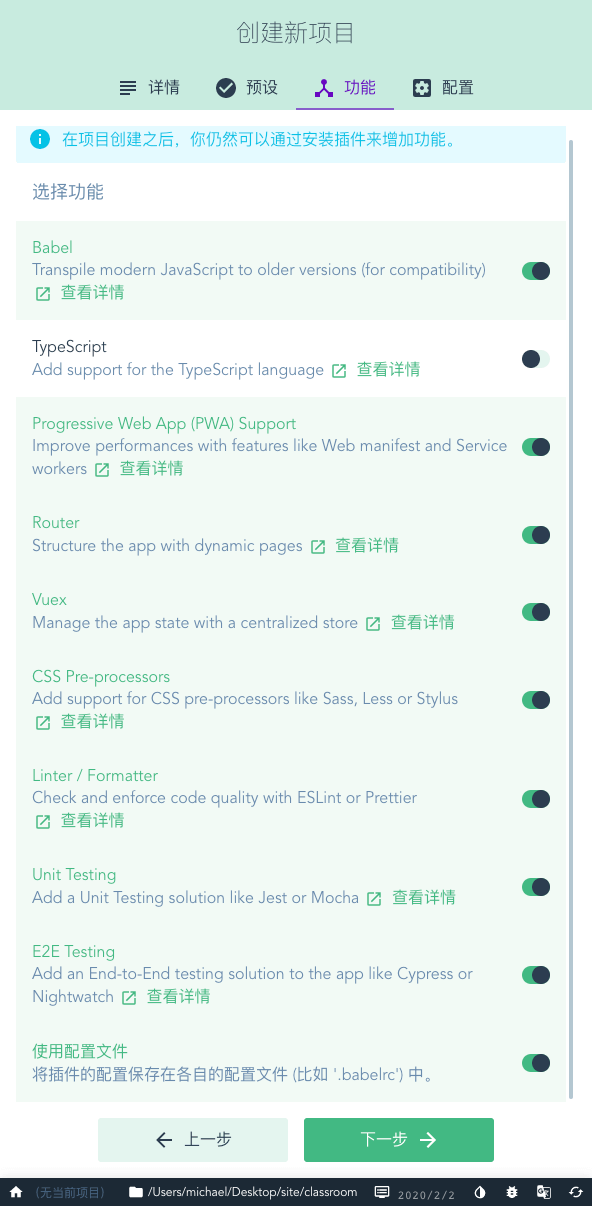 创建新项目
详情 预设 功能 配置
在项目创建之后，你仍然可以通过安装插件来增加功能。
选择功能
Babel
Transpile modern JavaScript to older versions (for compatibility)
查看详情
TypeScript
Add support for the TypeScript language 查看详情
Progressive Web App (PWA) Support
Improve performances with features like Web manifest and Service
workers 查看详情
Router
Structure the app with dynamic pages 查看详情
Vuex
Manage the app state with a centralized store 查看详情
CSS Pre-processors
Add support for CSS pre-processors like Sass, Less or Stylus
查看详情
Linter / Formatter
Check and enforce code quality with ESLint or Prettier
查看详情
Unit Testing
Add a Unit Testing solution like Jest or Mocha 查看详情
E2E Testing
Add an End-to-End testing solution to the app like Cypress or
Nightwatch 查看详情
使用配置文件
将插件的配置保存在各自的配置文件 (比如 '.babelrc') 中。
上一步 下一步
(无当前项目) /Users/michael/Desktop/site/classroom 2020/2/2